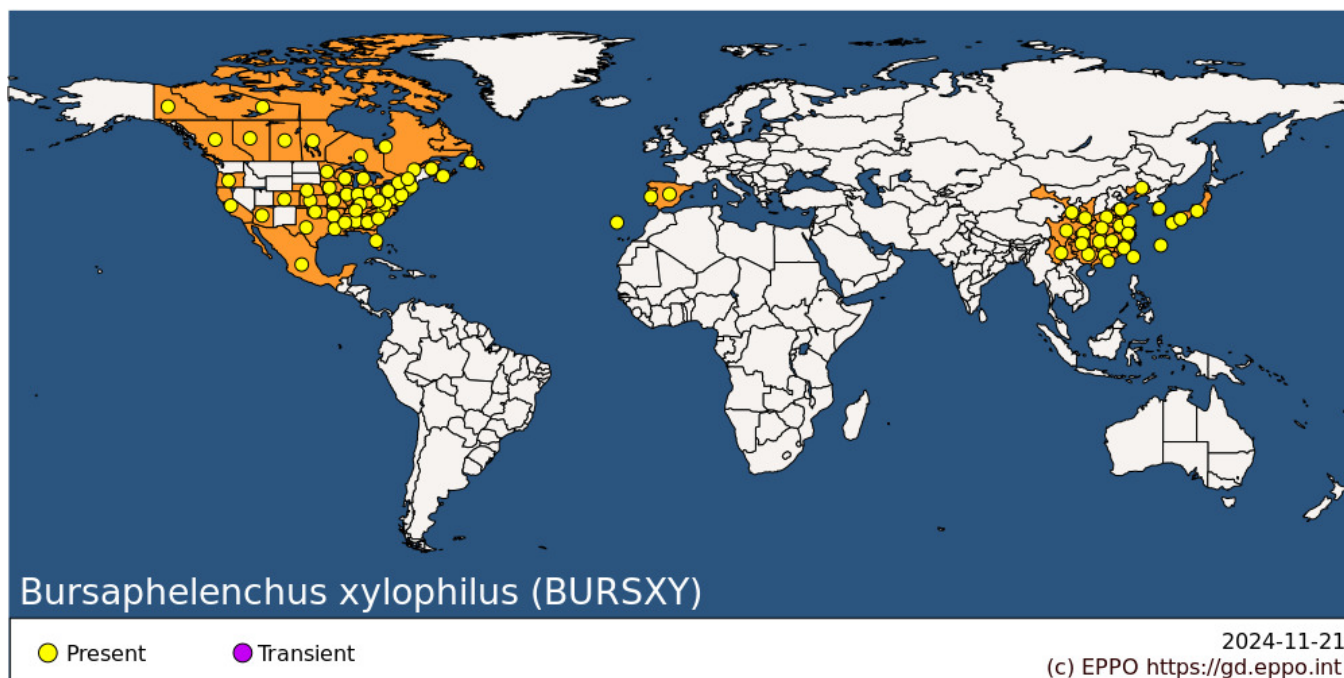 Bursaphelenchus xylophilus (BURSXY)
Present
Transient
2024-11-21
(c) EPPO https://gd.eppo.int